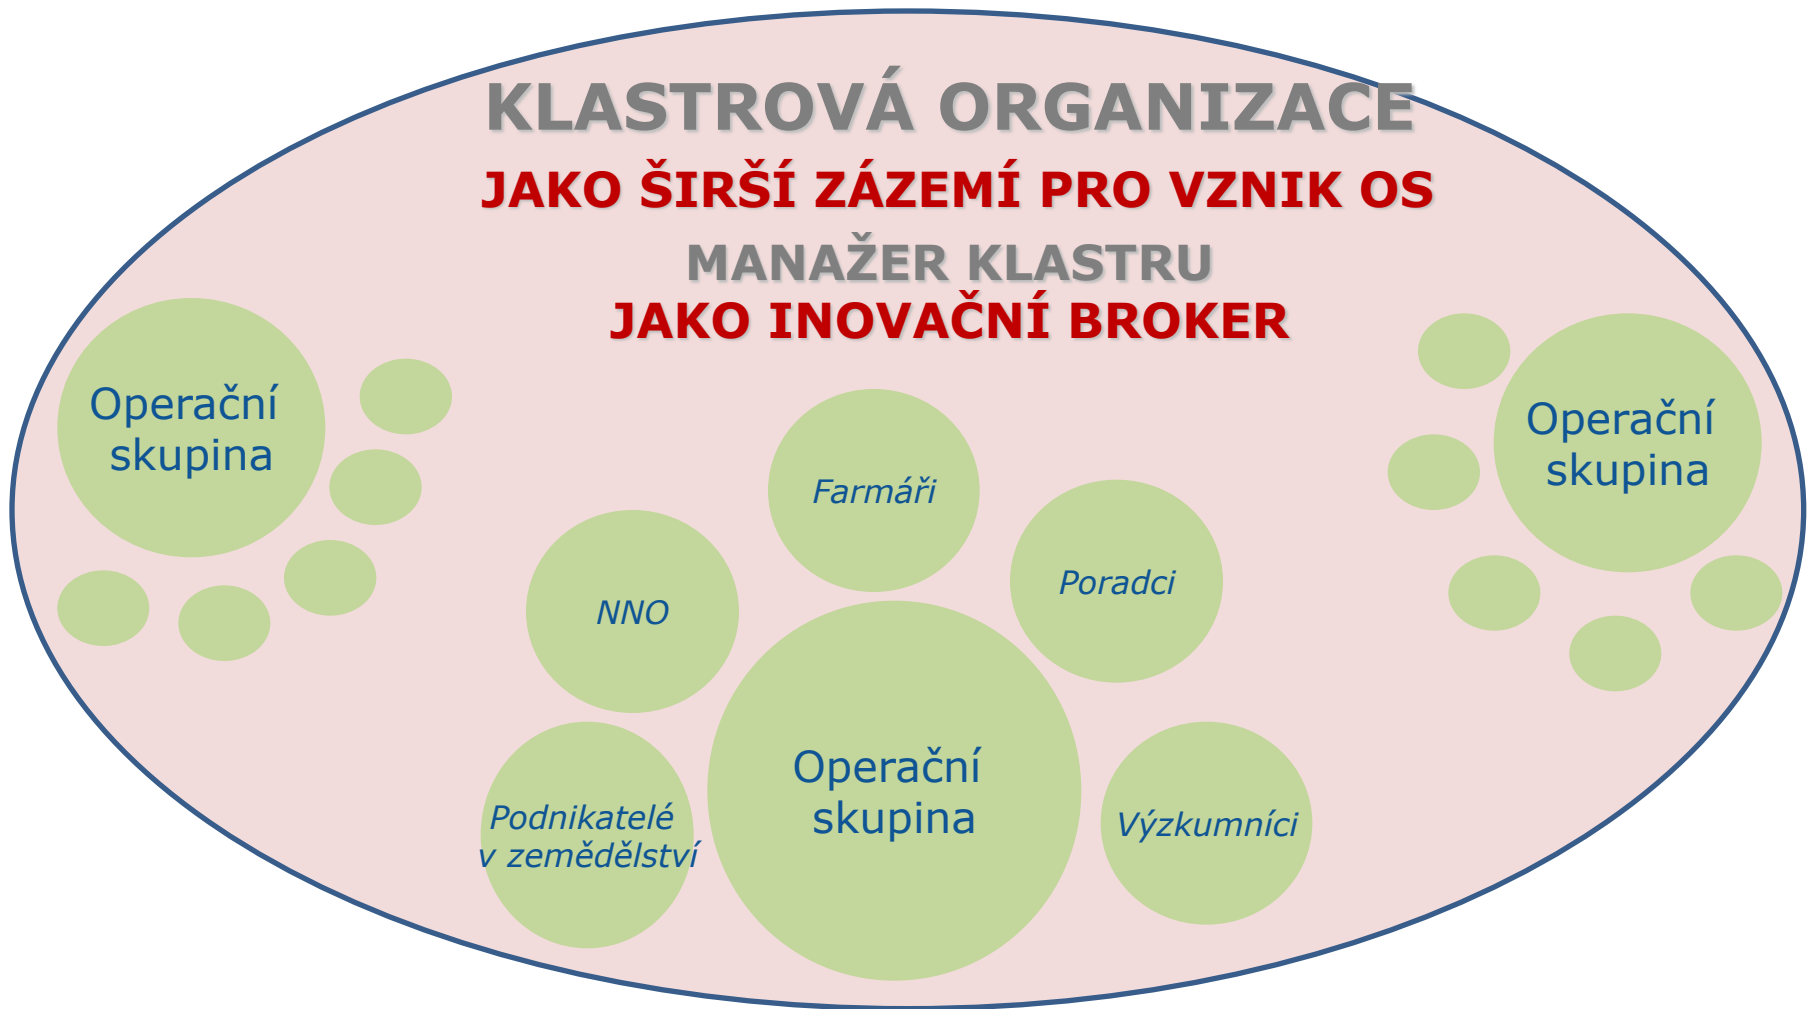 KLASTROVÁ ORGANIZACE
JAKO ŠIRŠÍ ZÁZEMÍ PRO VZNIK OS
MANAŽER KLASTRU
JAKO INOVAČNÍ BROKER
Operační
skupina
Operační
skupina
Farmáři
Poradci
NNO
Operační
skupina
Podnikatelé
v zemědělství
Výzkumníci